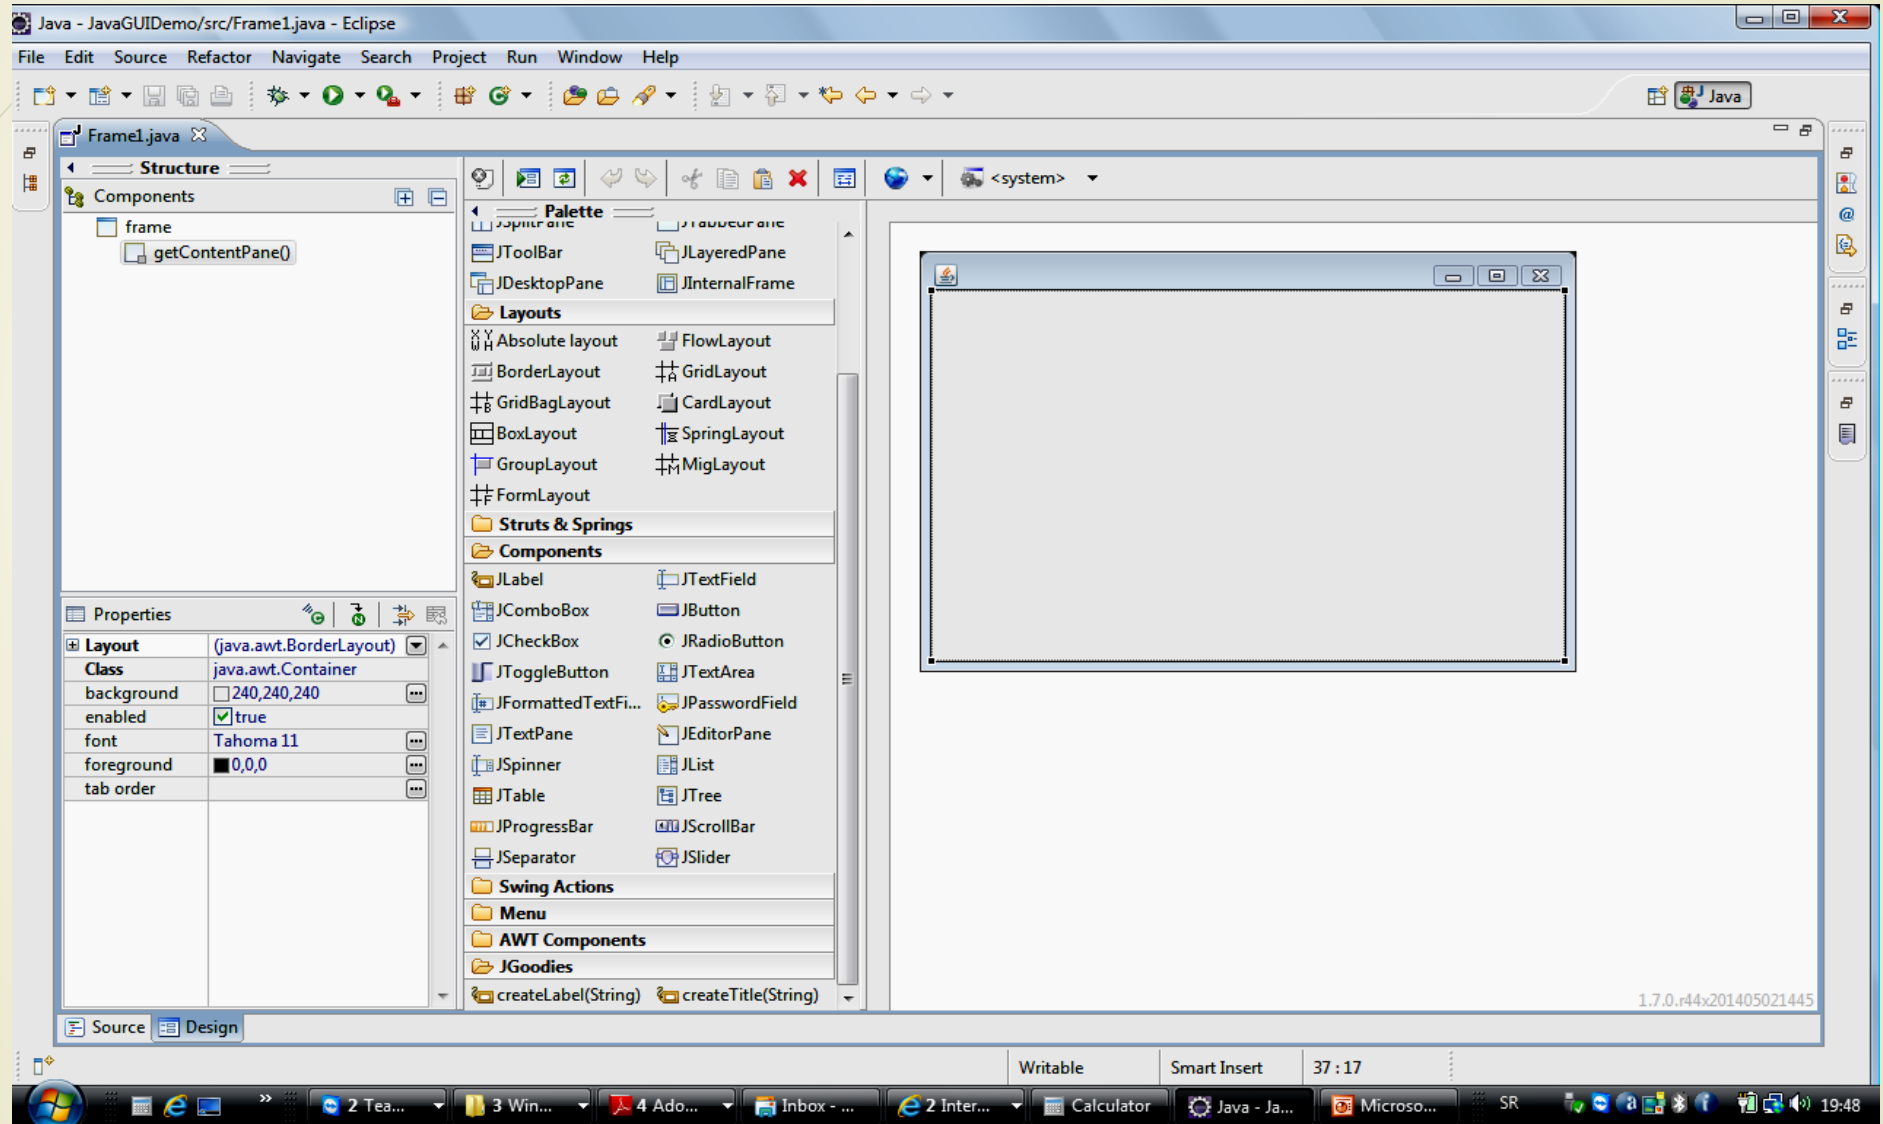 Java - JavaGUIDemo/src/Frame1.java - Eclipse
File Edit Source Refactor Navigate Search Project Run Window Help
Java
Frame1.java
Structure
Components
frame
getContentPane()
Properties
Layout (java.awt.BorderLayout)
Class java.awt.Container
background 240,240,240
enabled true
font Tahoma 11
foreground 0,0,0
tab order
<system>
Palette
JSplitPane JTabbedPane
JToolBar JLayeredPane
JDesktopPane JInternalFrame
Layouts
Absolute layout FlowLayout
BorderLayout GridLayout
GridBagLayout CardLayout
BoxLayout SpringLayout
GroupLayout MigLayout
FormLayout
Struts & Springs
Components
JLabel JTextField
JComboBox JButton
JCheckBox JRadioButton
JToggleButton JTextArea
JFormattedTextFi... JPasswordField
JTextPane JEditorPane
JSpinner JList
JTable JTree
JProgressBar JScrollBar
JSeparator JSlider
Swing Actions
Menu
AWT Components
JGoodies
createLabel(String) createTitle(String)
1.7.0.r44x201405021445
Source Design
Writable Smart Insert 37 : 17
2 Tea... 3 Win... 4 Ado... Inbox - ... 2 Inter... Calculator Java - Ja... Microso... SR 19:48